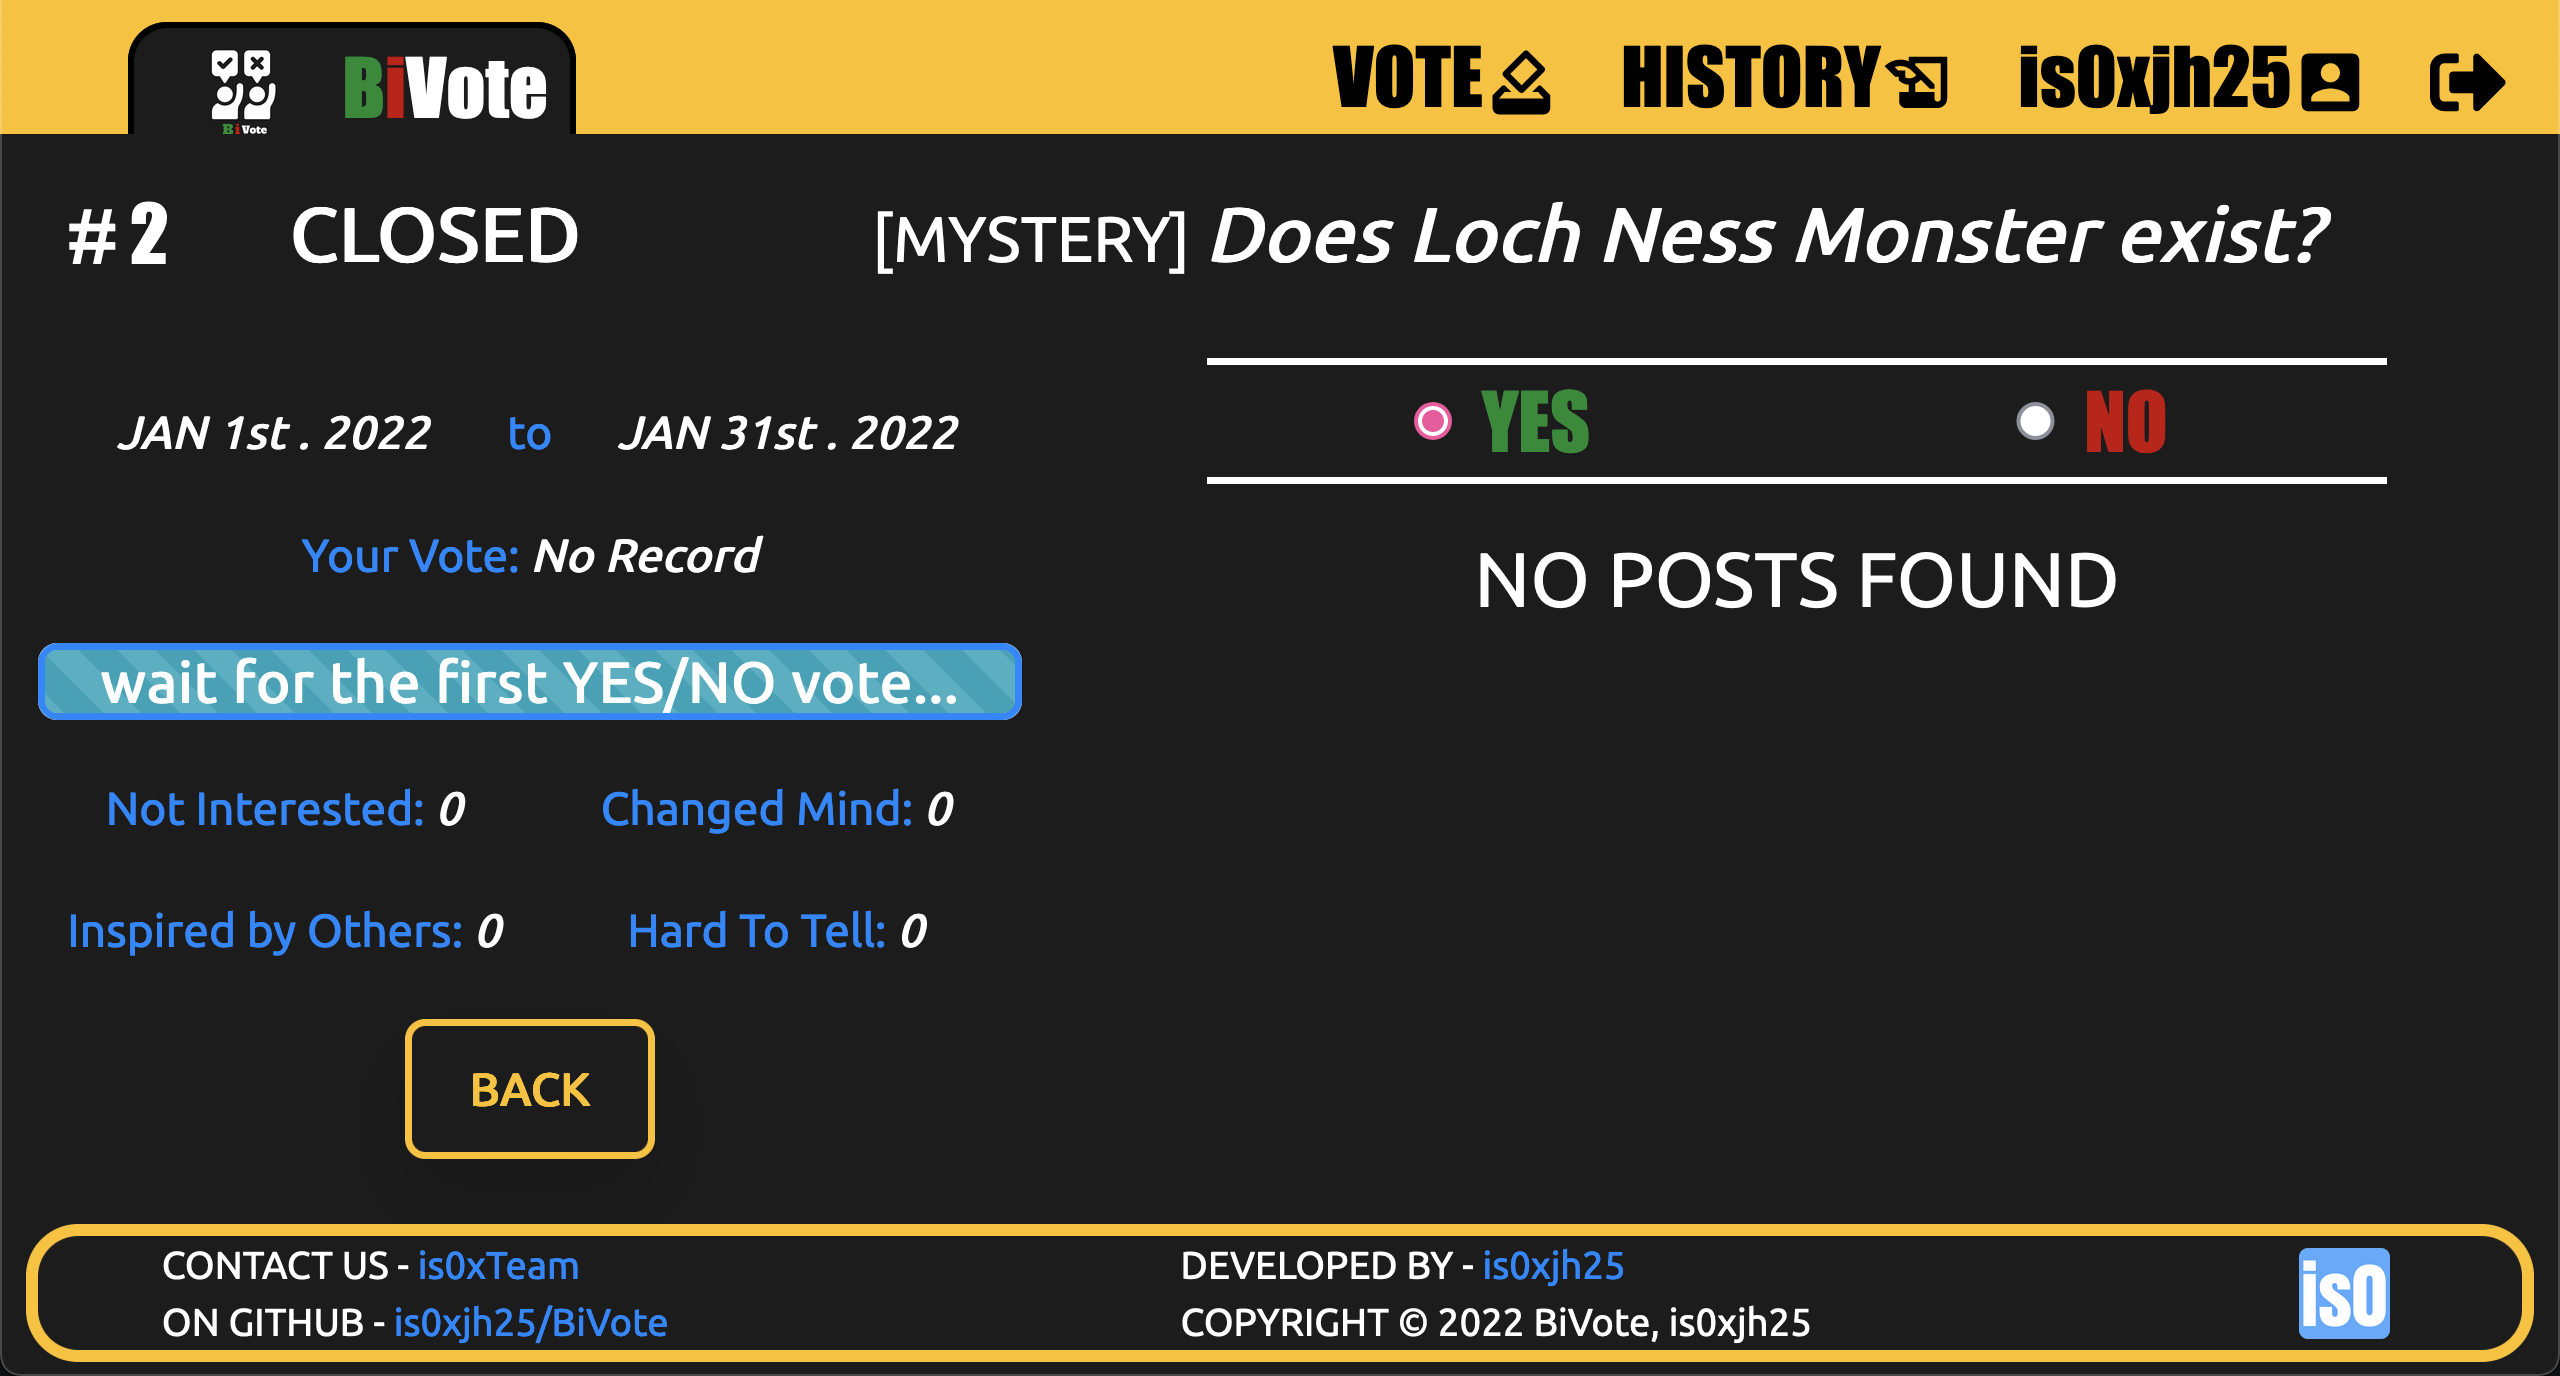 BiVote
BiVote
VOTE
HISTORY
is0xjh25
#2 CLOSED [MYSTERY] Does Loch Ness Monster exist?
JAN 1st . 2022 to JAN 31st . 2022
YES NO
Your Vote: No Record
NO POSTS FOUND
wait for the first YES/NO vote...
Not Interested: 0 Changed Mind: 0
Inspired by Others: 0 Hard To Tell: 0
BACK
CONTACT US - is0xTeam
ON GITHUB - is0xjh25/BiVote
DEVELOPED BY - is0xjh25
COPYRIGHT © 2022 BiVote, is0xjh25
is0